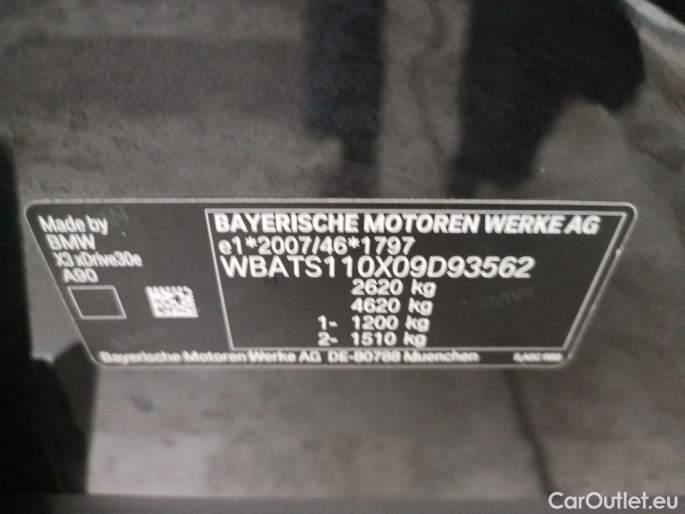 Made by
BMW
X3 xDrive30e
A90
BAYERISCHE MOTOREN WERKE AG
e1*2007/46*1797
WBATS110X09D93562
2620 kg
4620 kg
1- 1200 kg
2- 1510 kg
Bayerische Motoren Werke AG DE-80788 Muenchen
CarOutlet.eu